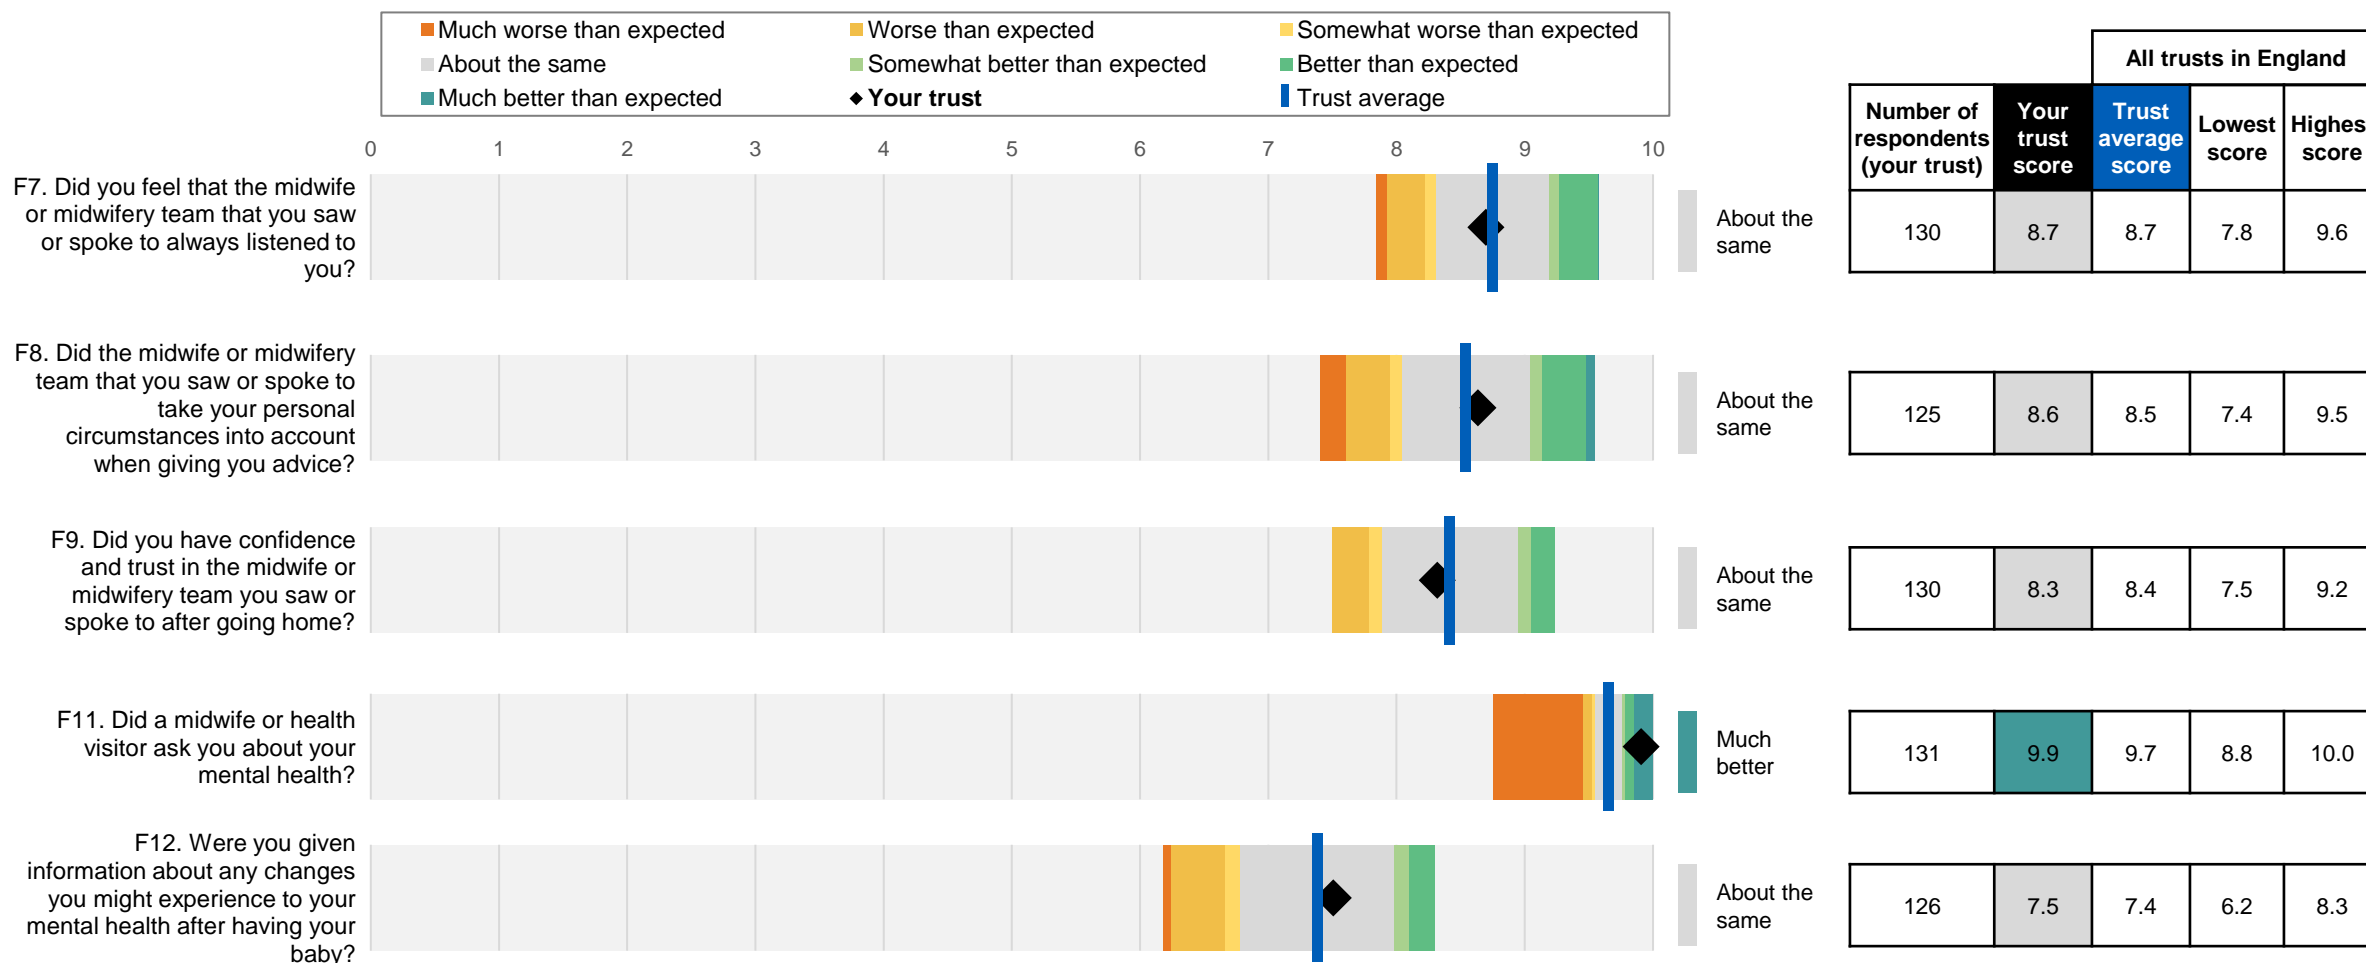 Much worse than expected
Worse than expected
Somewhat worse than expected
About the same
Somewhat better than expected
Better than expected
Much better than expected
Your trust
Trust average
All trusts in England
Number of respondents (your trust)
Your trust score
Trust average score
Lowest score
Highes score
0 1 2 3 4 5 6 7 8 9 10
F7. Did you feel that the midwife
or midwifery team that you saw
or spoke to always listened to
you?
About the
same
130 8.7 8.7 7.8 9.6
F8. Did the midwife or midwifery
team that you saw or spoke to
take your personal
circumstances into account
when giving you advice?
About the
same
125 8.6 8.5 7.4 9.5
F9. Did you have confidence
and trust in the midwife or
midwifery team you saw or
spoke to after going home?
About the
same
130 8.3 8.4 7.5 9.2
F11. Did a midwife or health
visitor ask you about your
mental health?
Much
better
131 9.9 9.7 8.8 10.0
F12. Were you given
information about any changes
you might experience to your
mental health after having your
baby?
About the
same
126 7.5 7.4 6.2 8.3